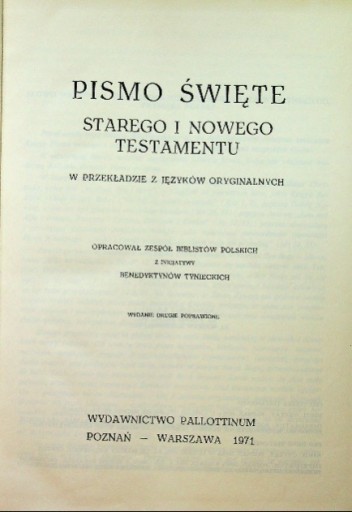 PISMO ŚWIĘTE
STAREGO I NOWEGO
TESTAMENTU
W PRZEKŁADZIE Z JĘZYKÓW ORYGINALNYCH
OPRACOWAŁ ZESPÓŁ BIBLISTÓW POLSKICH
Z INICJATYWY
BENEDYKTYNÓW TYNIECKICH
WYDANIE DRUGIE POPRAWIONE
WYDAWNICTWO PALLOTTINUM
POZNAŃ — WARSZAWA 1971